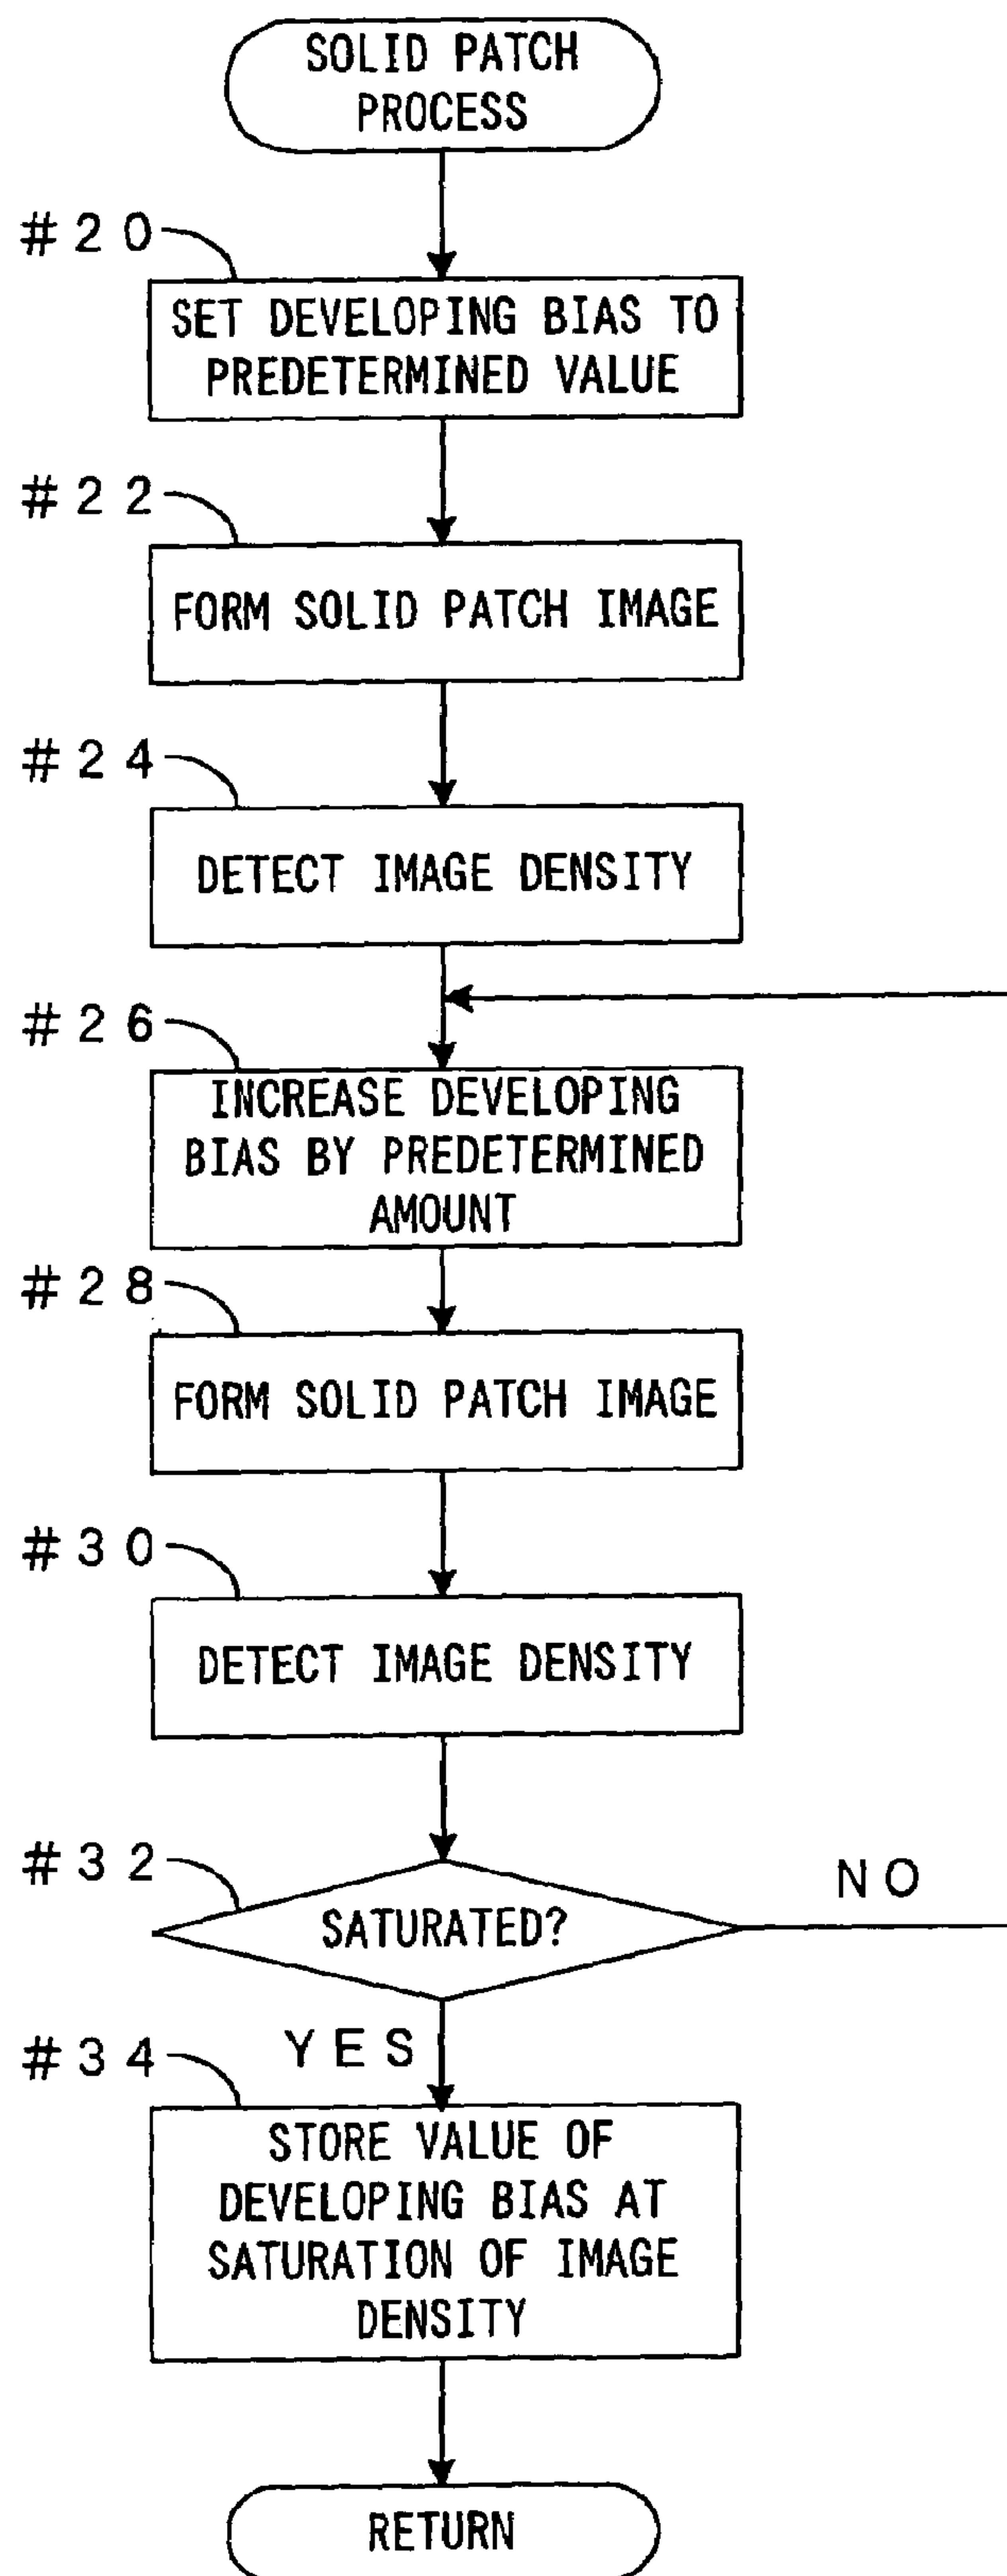 SOLID PATCH
PROCESS
#20
SET DEVELOPING BIAS TO
PREDETERMINED VALUE
#22
FORM SOLID PATCH IMAGE
#24
DETECT IMAGE DENSITY
#26
INCREASE DEVELOPING
BIAS BY PREDETERMINED
AMOUNT
#28
FORM SOLID PATCH IMAGE
#30
DETECT IMAGE DENSITY
#32
SATURATED?
NO
YES
#34
STORE VALUE OF
DEVELOPING BIAS AT
SATURATION OF IMAGE
DENSITY
RETURN